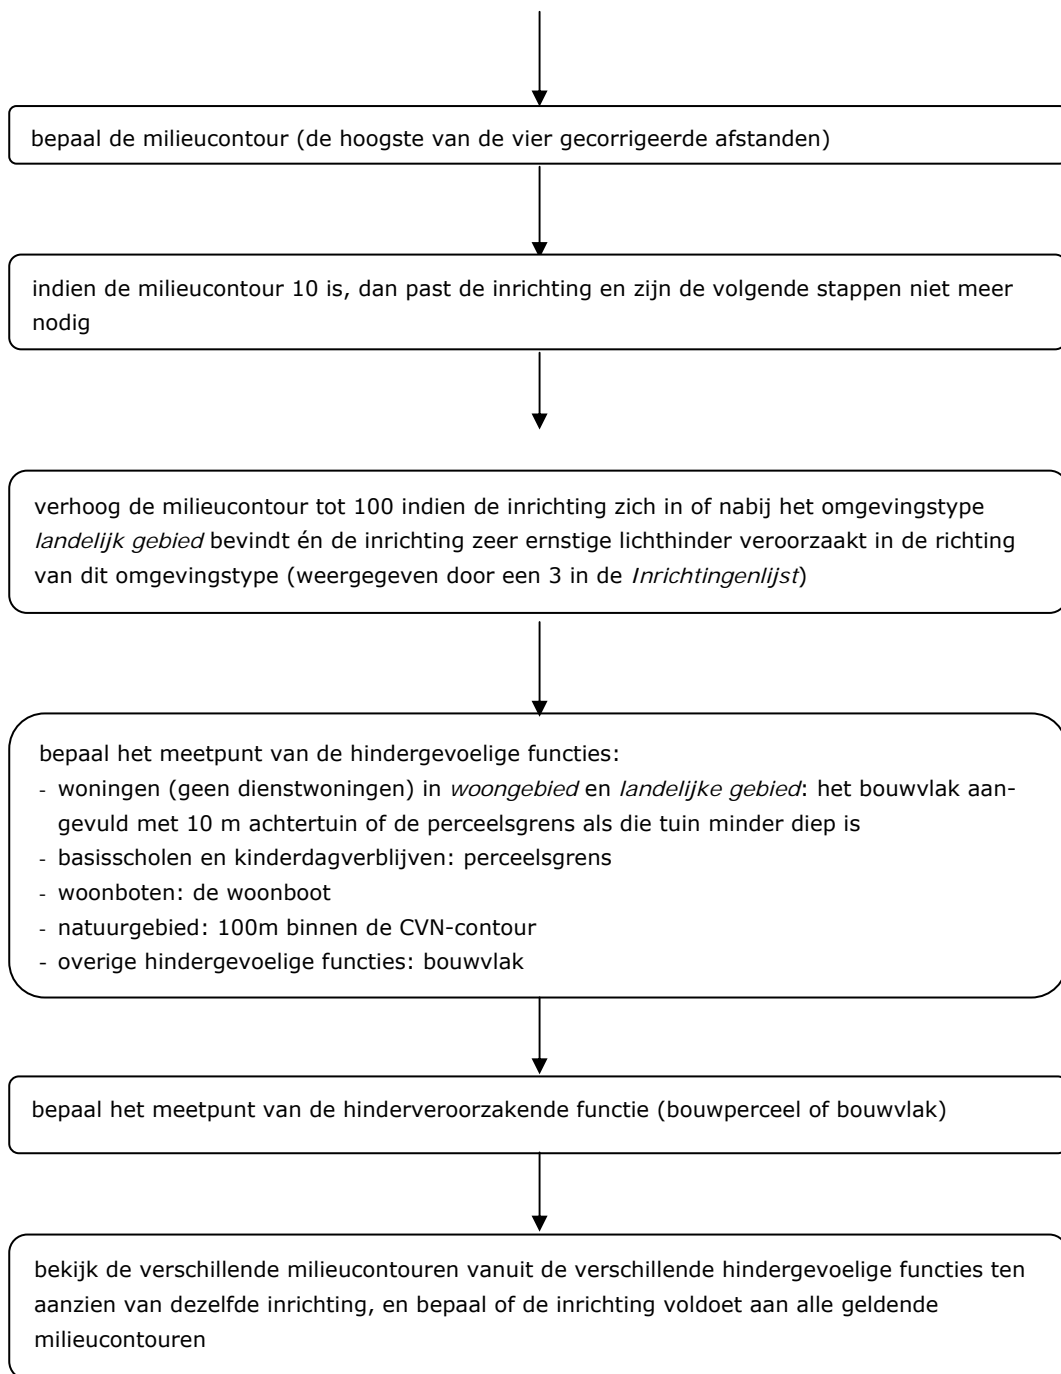 bepaal de milieucontour (de hoogste van de vier gecorrigeerde afstanden)
indien de milieucontour 10 is, dan past de inrichting en zijn de volgende stappen niet meer
nodig
verhoog de milieucontour tot 100 indien de inrichting zich in of nabij het omgevingstype
landelijk gebied bevindt én de inrichting zeer ernstige lichthinder veroorzaakt in de richting
van dit omgevingstype (weergegeven door een 3 in de Inrichtingenlijst)
bepaal het meetpunt van de hindergevoelige functies:
- woningen (geen dienstwoningen) in woongebied en landelijke gebied: het bouwvlak aan-
gevuld met 10 m achtertuin of de perceelsgrens als die tuin minder diep is
- basisscholen en kinderdagverblijven: perceelsgrens
- woonboten: de woonboot
- natuurgebied: 100m binnen de CVN-contour
- overige hindergevoelige functies: bouwvlak
bepaal het meetpunt van de hinderveroorzakende functie (bouwperceel of bouwvlak)
bekijk de verschillende milieucontouren vanuit de verschillende hindergevoelige functies ten
aanzien van dezelfde inrichting, en bepaal of de inrichting voldoet aan alle geldende
milieucontouren